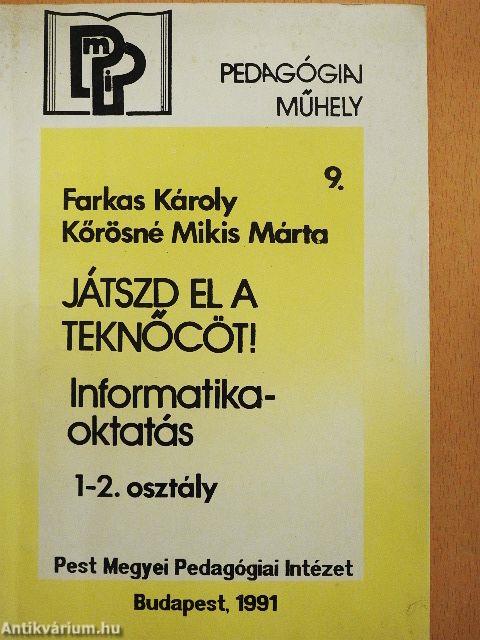 PmPI
PEDAGÓGIAI
MŰHELY
9.
Farkas Károly
Kőrösné Mikis Márta
JÁTSZD EL A
TEKNŐCÖT!
Informatika-
oktatás
1-2. osztály
Pest Megyei Pedagógiai Intézet
Budapest, 1991
Antikvárium.hu